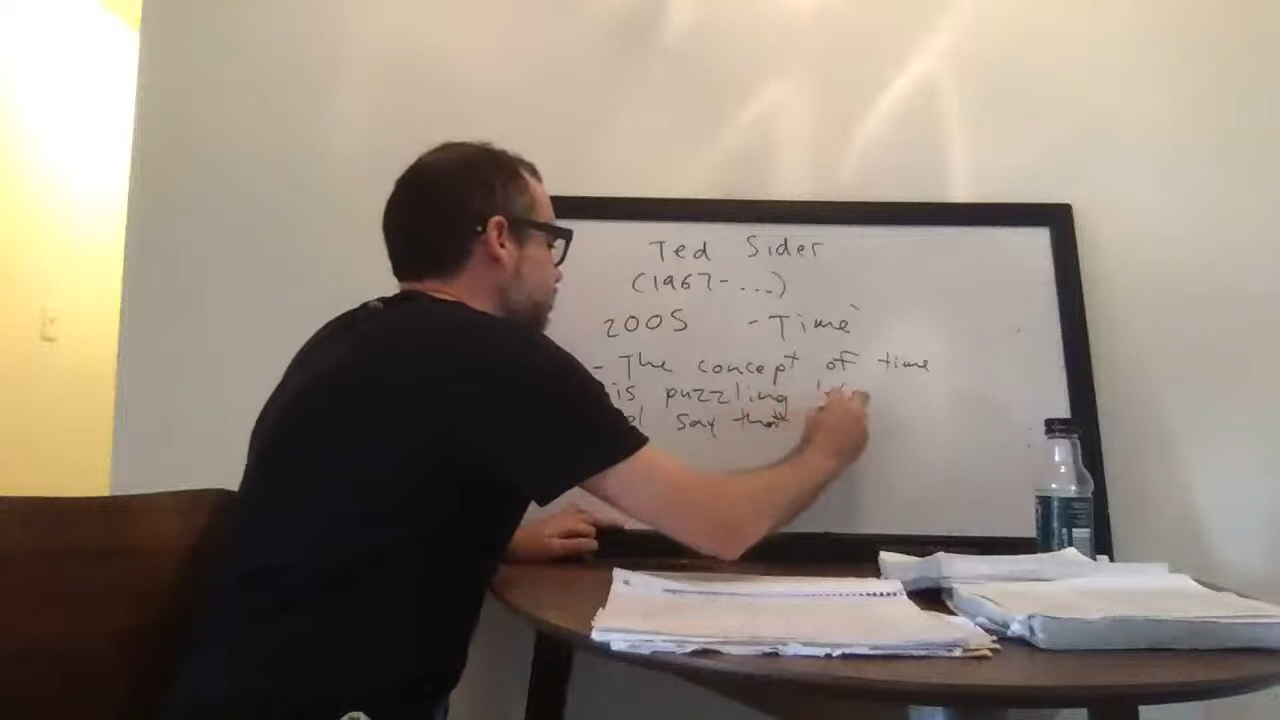 Ted Sider
(1967-...)
2005 - Time
- The concept of time
is puzzling
say that